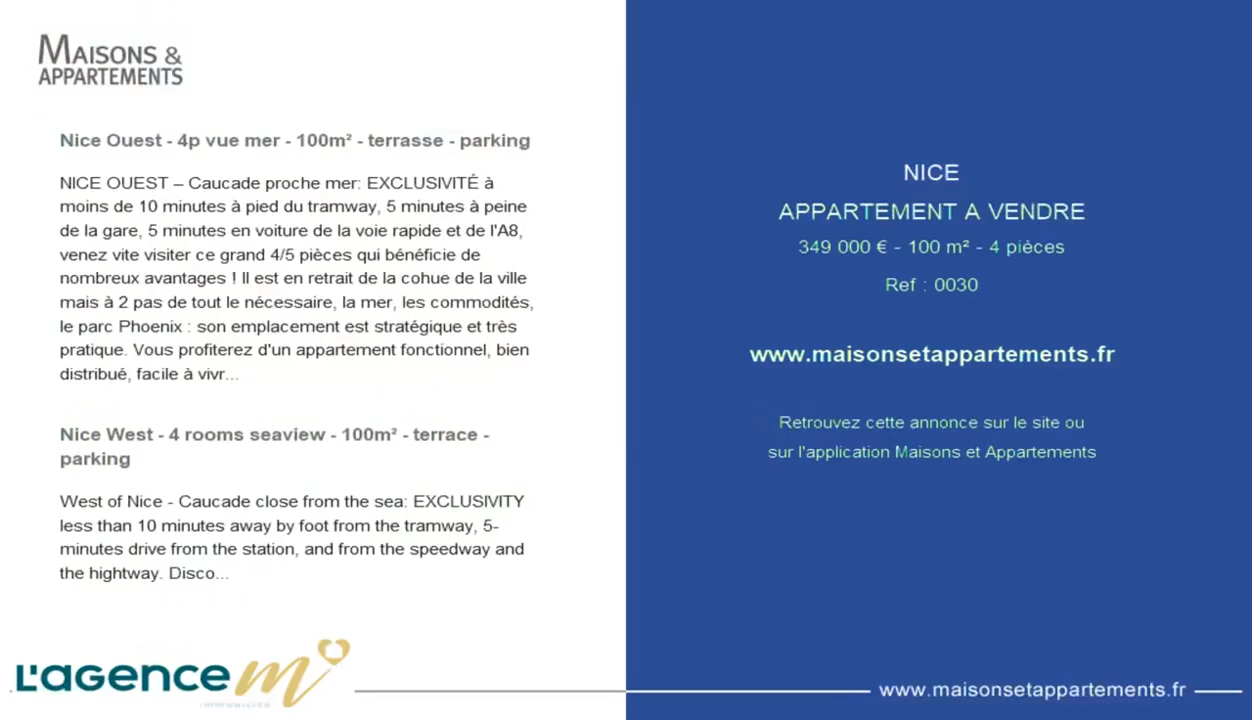 MAISONS &
APPARTEMENTS
Nice Ouest - 4p vue mer - 100m² - terrasse - parking
NICE OUEST – Caucade proche mer: EXCLUSIVITÉ à
moins de 10 minutes à pied du tramway, 5 minutes à peine
de la gare, 5 minutes en voiture de la voie rapide et de l'A8,
venez vite visiter ce grand 4/5 pièces qui bénéficie de
nombreux avantages ! Il est en retrait de la cohue de la ville
mais à 2 pas de tout le nécessaire, la mer, les commodités,
le parc Phoenix : son emplacement est stratégique et très
pratique. Vous profiterez d'un appartement fonctionnel, bien
distribué, facile à vivr...
Nice West - 4 rooms seaview - 100m² - terrace -
parking
West of Nice - Caucade close from the sea: EXCLUSIVITY
less than 10 minutes away by foot from the tramway, 5-
minutes drive from the station, and from the speedway and
the hightway. Disco...
L'agence m
IMMOBILIER
NICE
APPARTEMENT A VENDRE
349 000 € - 100 m² - 4 pièces
Ref : 0030
www.maisonsetappartements.fr
Retrouvez cette annonce sur le site ou
sur l'application Maisons et Appartements
www.maisonsetappartements.fr